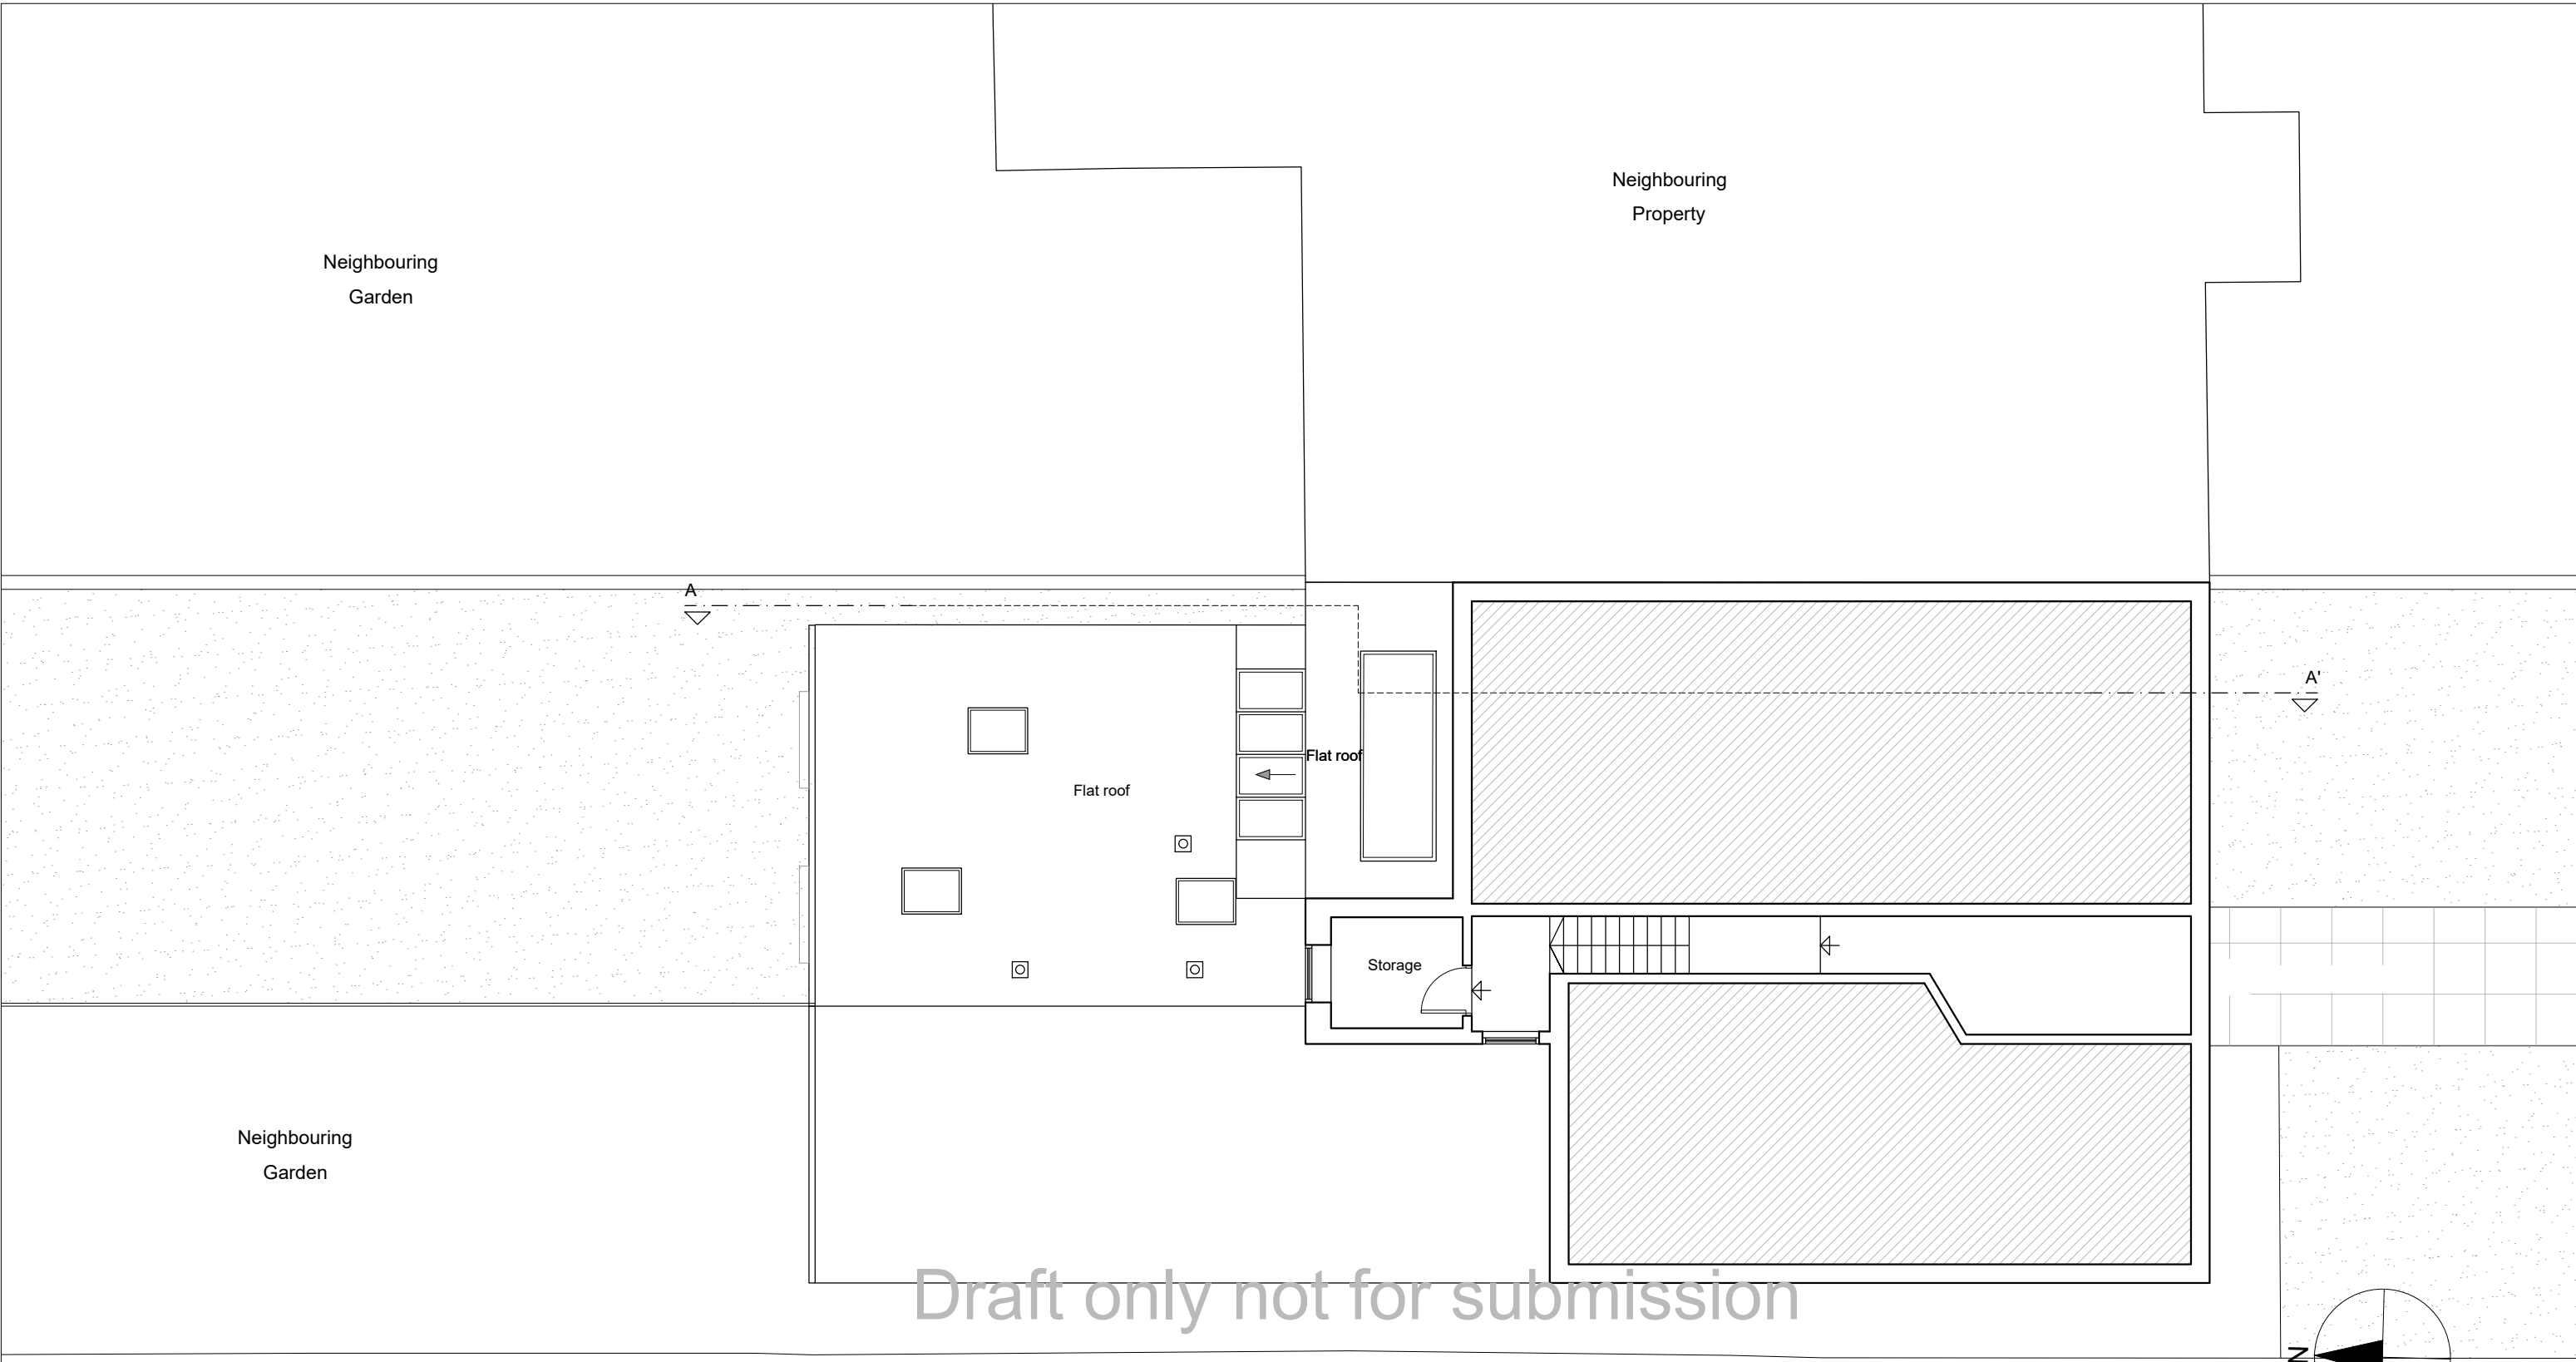 Neighbouring
Property
Neighbouring
Garden
A
A'
Flat roof
Flat roof
Storage
Neighbouring
Garden
Draft only not for submission
N